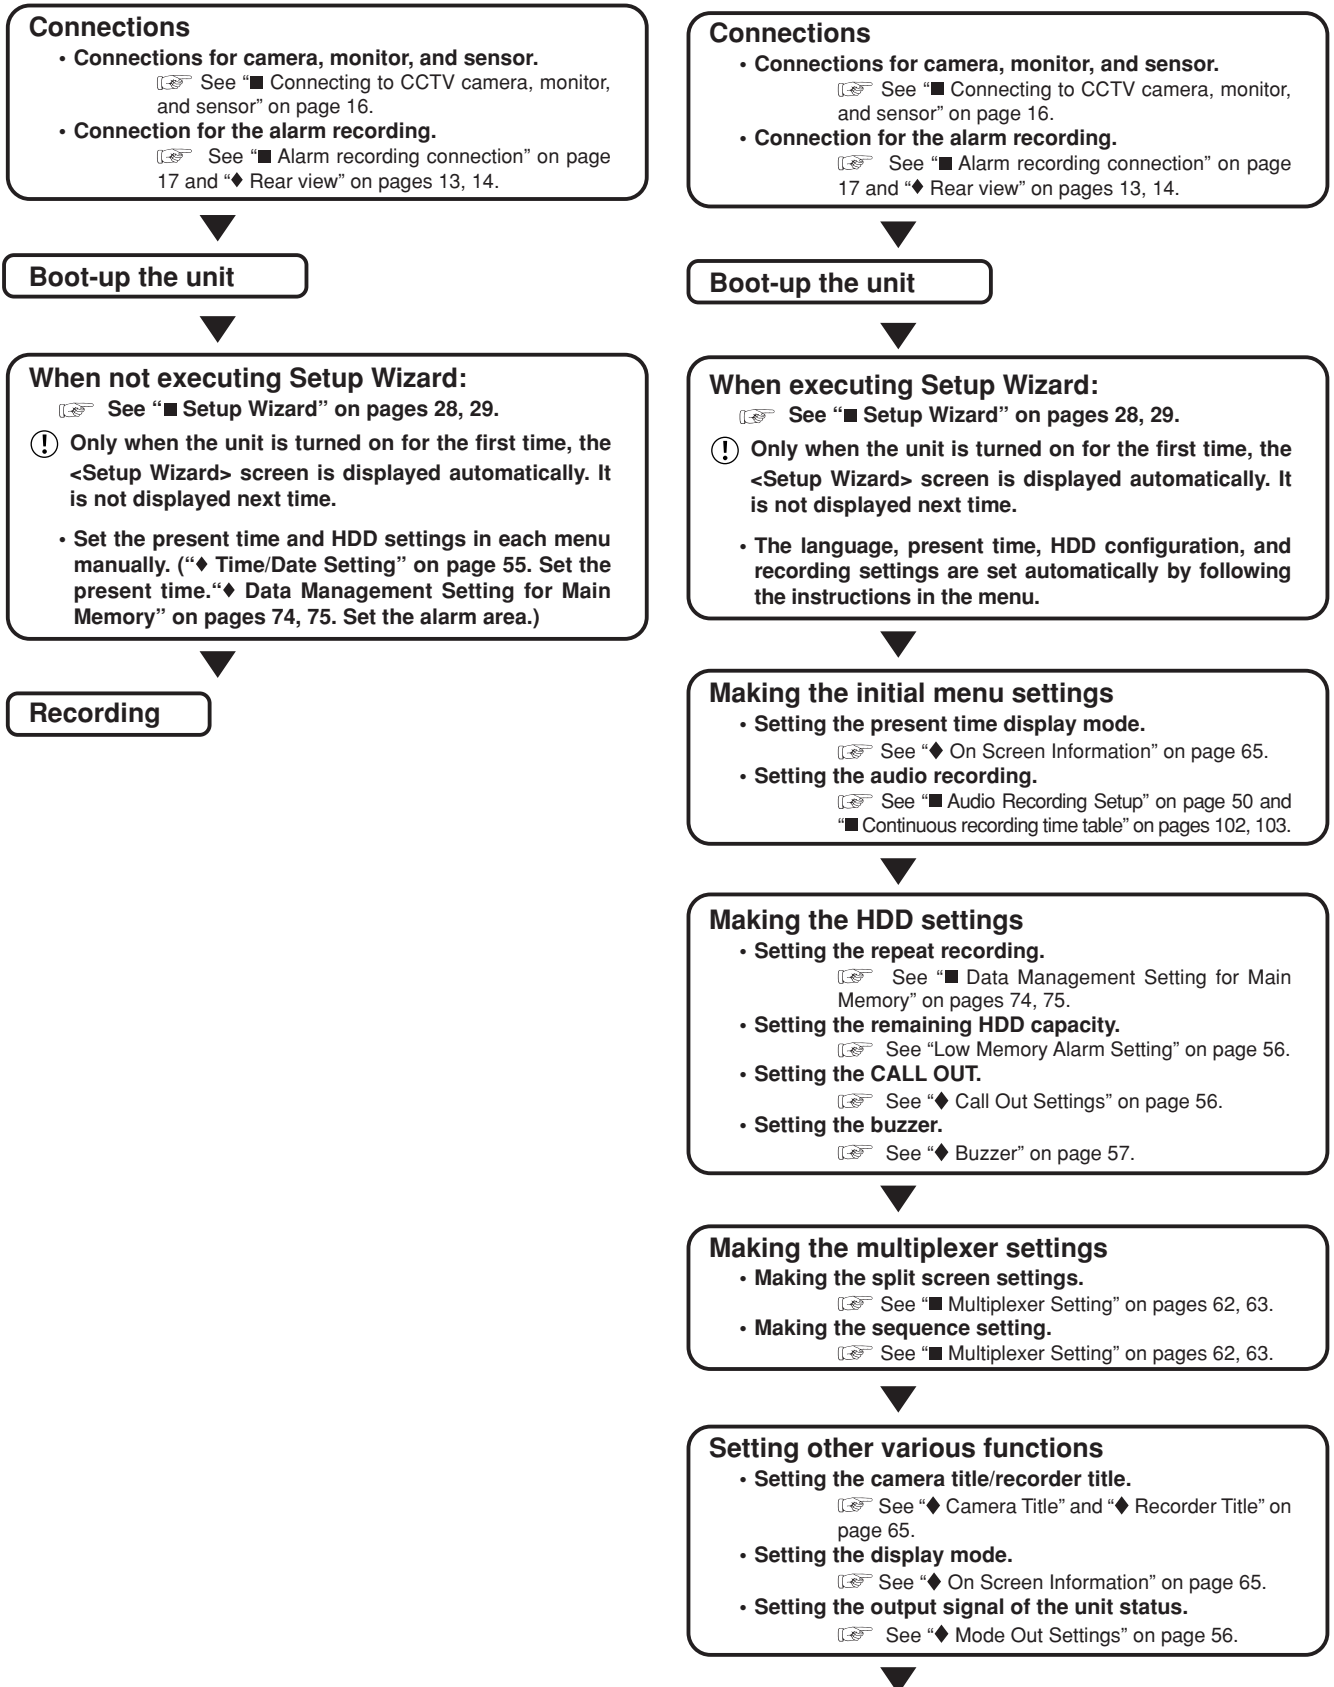 Connections
• Connections for camera, monitor, and sensor.
See “■ Connecting to CCTV camera, monitor,
and sensor” on page 16.
• Connection for the alarm recording.
See “■ Alarm recording connection” on page
17 and “♦ Rear view” on pages 13, 14.
Boot-up the unit
When not executing Setup Wizard:
See “■ Setup Wizard” on pages 28, 29.
Only when the unit is turned on for the first time, the
<Setup Wizard> screen is displayed automatically. It
is not displayed next time.
• Set the present time and HDD settings in each menu
manually. (“♦ Time/Date Setting” on page 55. Set the
present time.“♦ Data Management Setting for Main
Memory” on pages 74, 75. Set the alarm area.)
Recording
Connections
• Connections for camera, monitor, and sensor.
See “■ Connecting to CCTV camera, monitor,
and sensor” on page 16.
• Connection for the alarm recording.
See “■ Alarm recording connection” on page
17 and “♦ Rear view” on pages 13, 14.
Boot-up the unit
When executing Setup Wizard:
See “■ Setup Wizard” on pages 28, 29.
Only when the unit is turned on for the first time, the
<Setup Wizard> screen is displayed automatically. It
is not displayed next time.
• The language, present time, HDD configuration, and
recording settings are set automatically by following
the instructions in the menu.
Making the initial menu settings
• Setting the present time display mode.
See “♦ On Screen Information” on page 65.
• Setting the audio recording.
See “■ Audio Recording Setup” on page 50 and
“■ Continuous recording time table” on pages 102, 103.
Making the HDD settings
• Setting the repeat recording.
See “■ Data Management Setting for Main
Memory” on pages 74, 75.
• Setting the remaining HDD capacity.
See “Low Memory Alarm Setting” on page 56.
• Setting the CALL OUT.
See “♦ Call Out Settings” on page 56.
• Setting the buzzer.
See “♦ Buzzer” on page 57.
Making the multiplexer settings
• Making the split screen settings.
See “■ Multiplexer Setting” on pages 62, 63.
• Making the sequence setting.
See “■ Multiplexer Setting” on pages 62, 63.
Setting other various functions
• Setting the camera title/recorder title.
See “♦ Camera Title” and “♦ Recorder Title” on
page 65.
• Setting the display mode.
See “♦ On Screen Information” on page 65.
• Setting the output signal of the unit status.
See “♦ Mode Out Settings” on page 56.